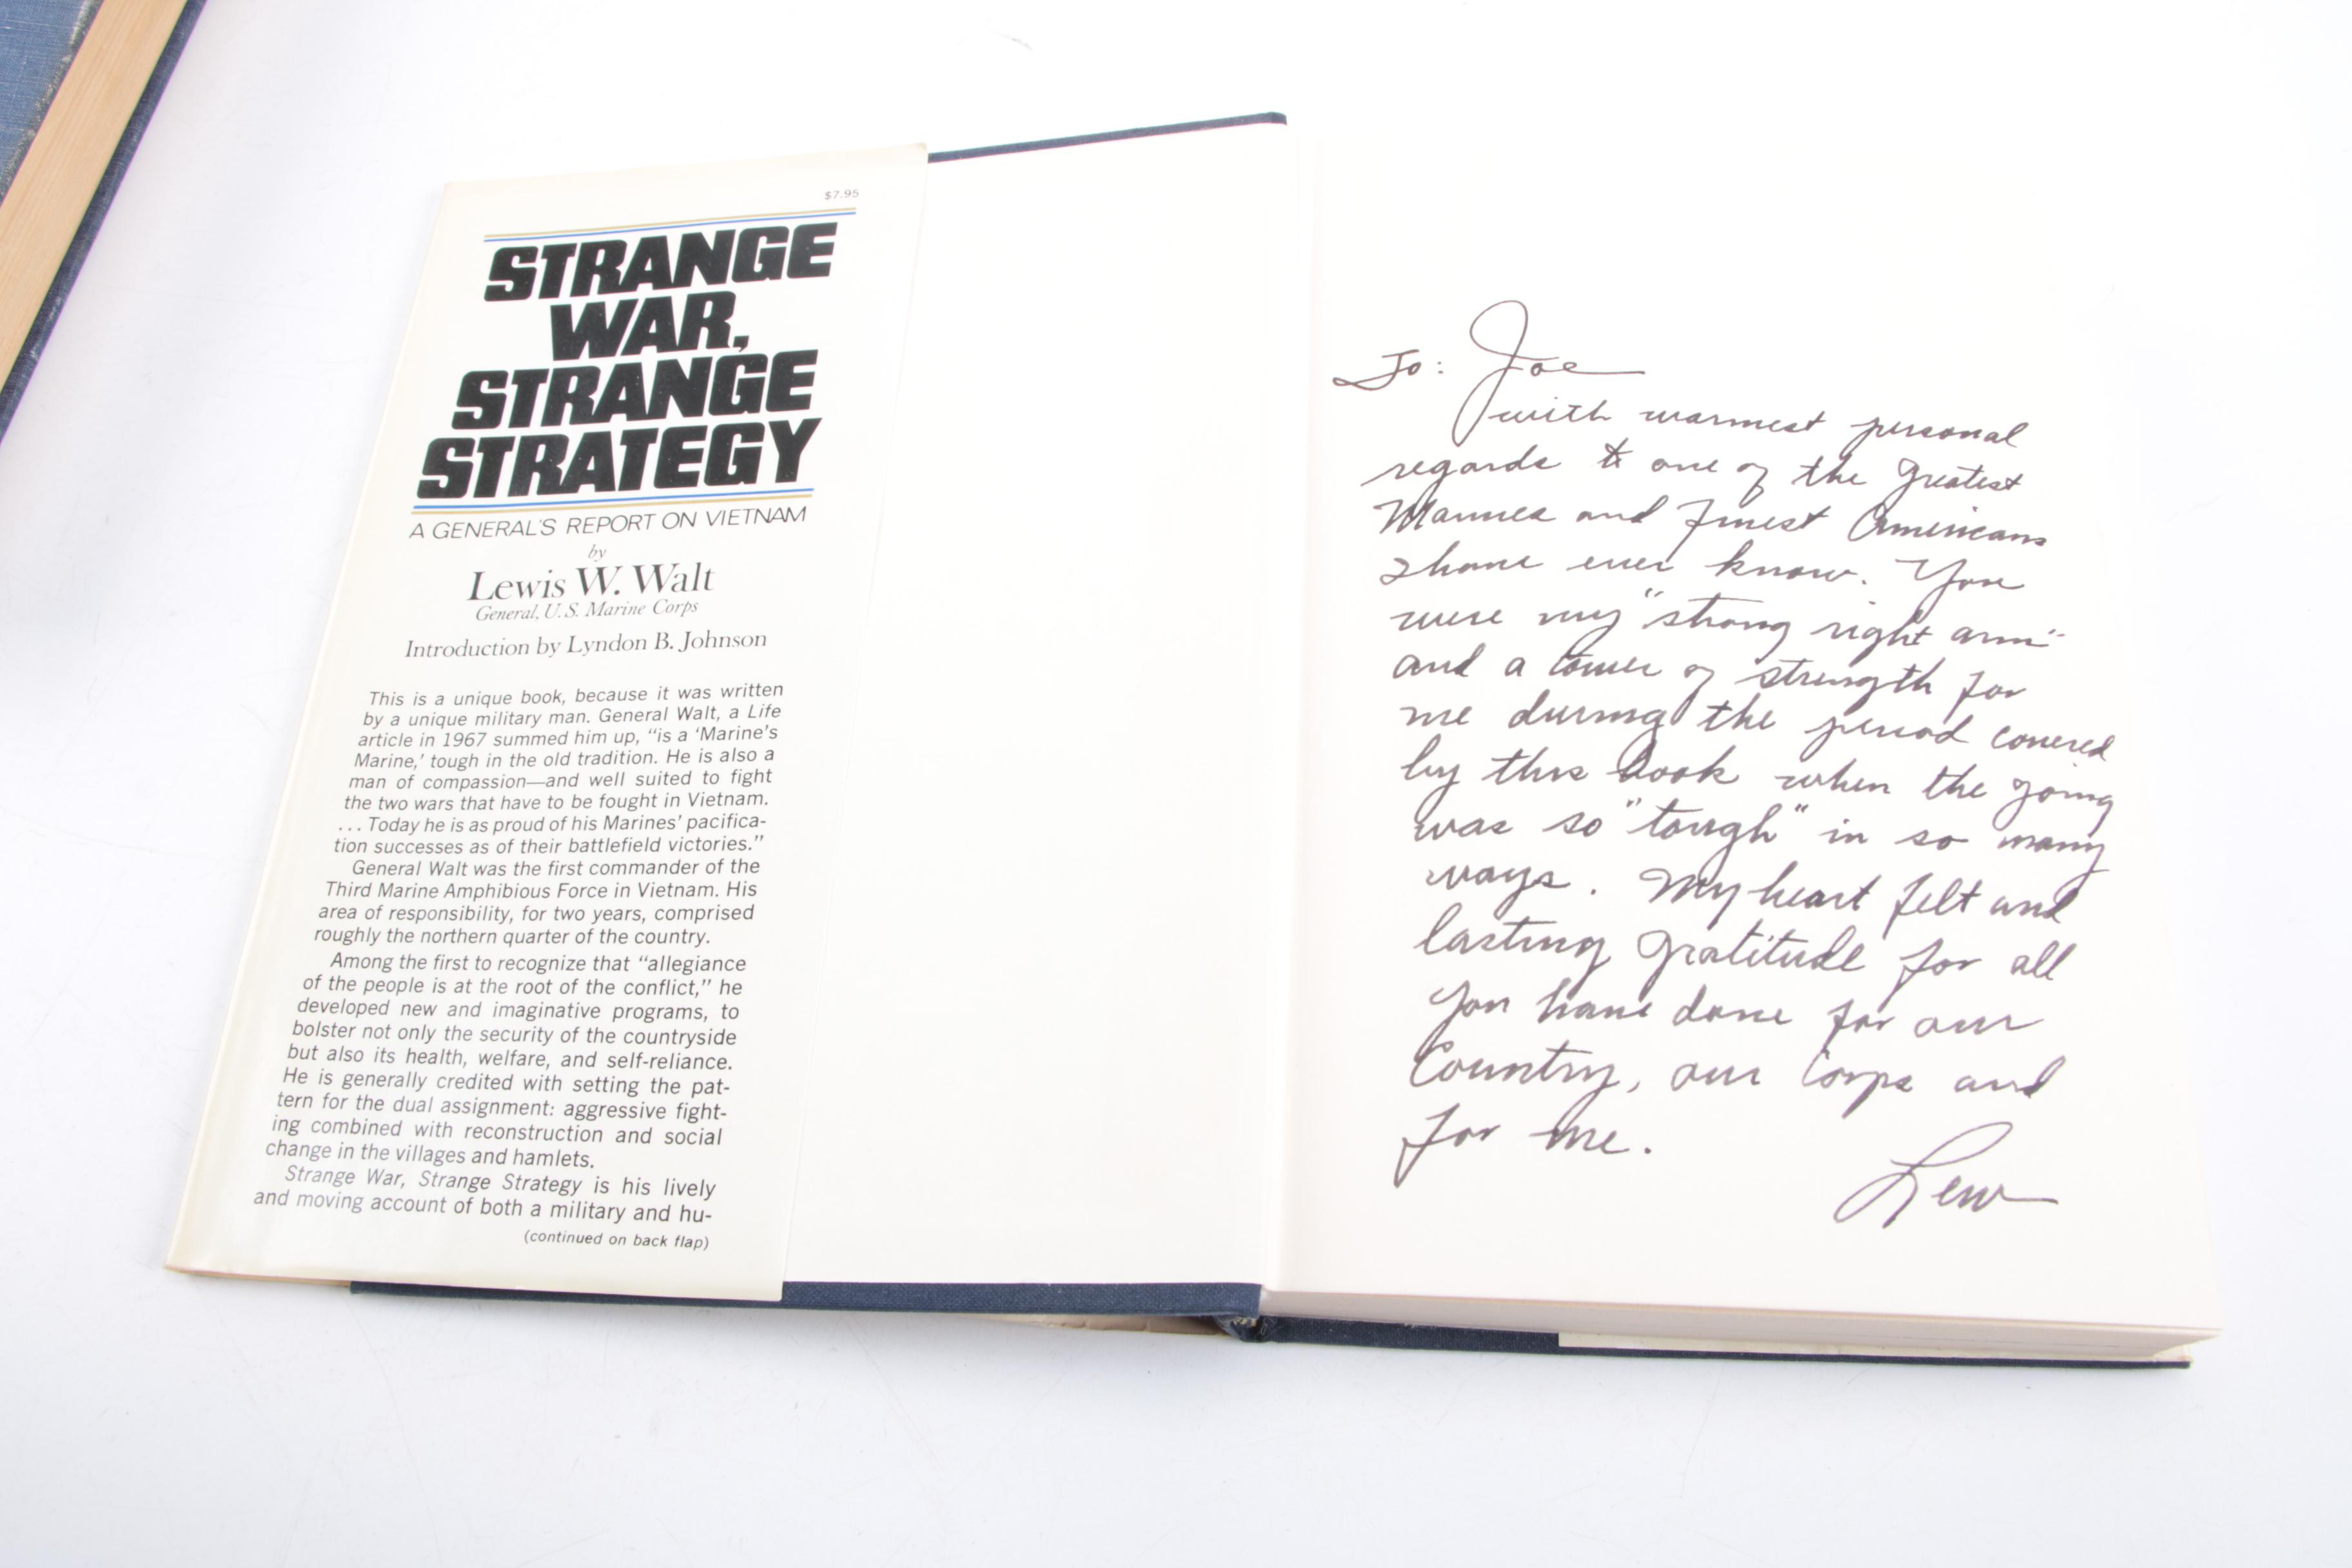 $7.95
STRANGE
WAR,
STRANGE
STRATEGY
A GENERAL'S REPORT ON VIETNAM
by
Lewis W. Walt
General, U.S. Marine Corps
Introduction by Lyndon B. Johnson
This is a unique book, because it was written
by a unique military man. General Walt, a Life
article in 1967 summed him up, “is a ‘Marine’s
Marine,’ tough in the old tradition. He is also a
man of compassion—and well suited to fight
the two wars that have to be fought in Vietnam.
. . . Today he is as proud of his Marines’ pacifica-
tion successes as of their battlefield victories.”
General Walt was the first commander of the
Third Marine Amphibious Force in Vietnam. His
area of responsibility, for two years, comprised
roughly the northern quarter of the country.
Among the first to recognize that “allegiance
of the people is at the root of the conflict,” he
developed new and imaginative programs, to
bolster not only the security of the countryside
but also its health, welfare, and self-reliance.
He is generally credited with setting the pat-
tern for the dual assignment: aggressive fight-
ing combined with reconstruction and social
change in the villages and hamlets.
Strange War, Strange Strategy is his lively
and moving account of both a military and hu-
(continued on back flap)
To: Joe
with warmest personal
regards to one of the greatest
Marines and finest Americans
I have ever know. You
were my "strong right arm"
and a tower of strength for
me during the period covered
by this book when the going
was so "tough" in so many
ways. My heart felt and
lasting gratitude for all
you have done for our
Country, our Corps and
for me.
Lew